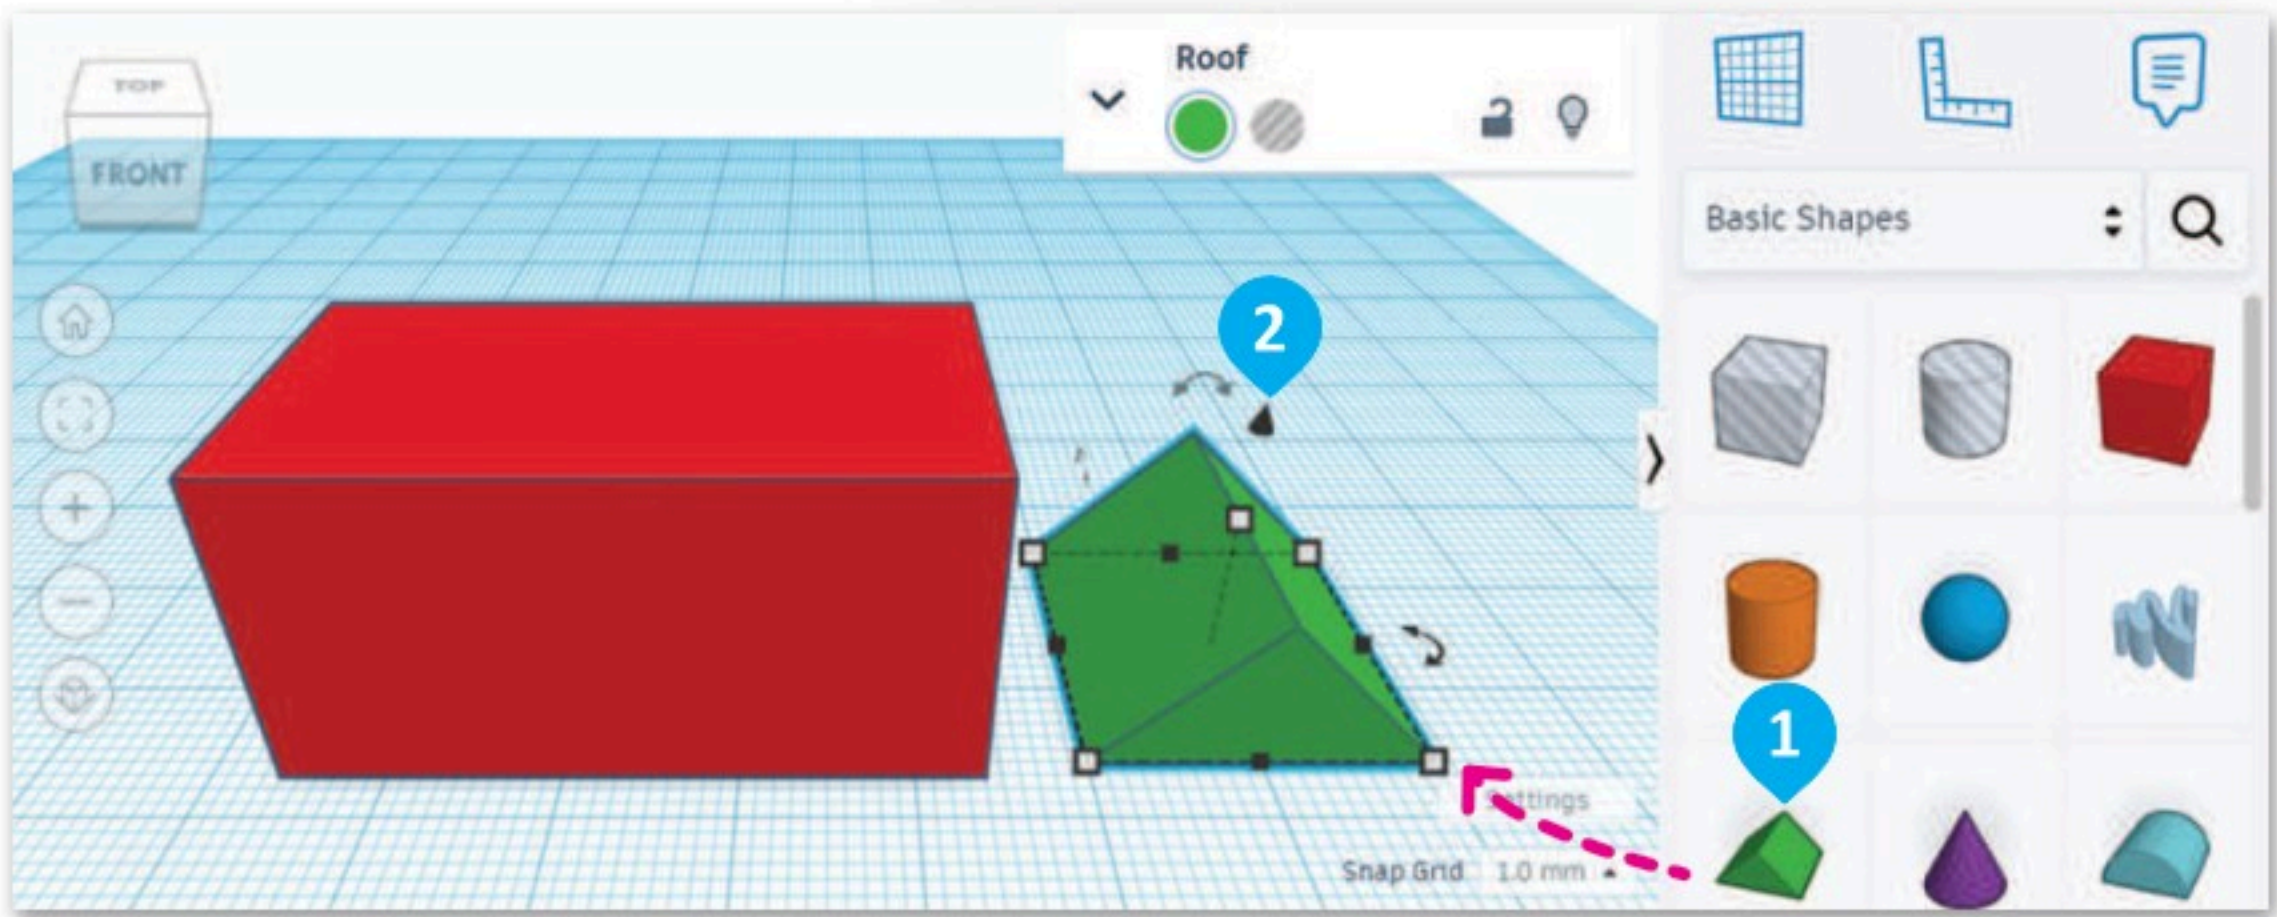 TOP
FRONT
Roof
Basic Shapes
2
1
Settings
Snap Grid 1.0 mm